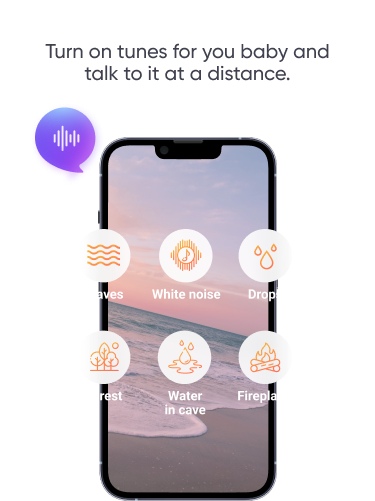 Turn on tunes for you baby and
talk to it at a distance.
aves White noise Drop
rest Water Firepla
in cave